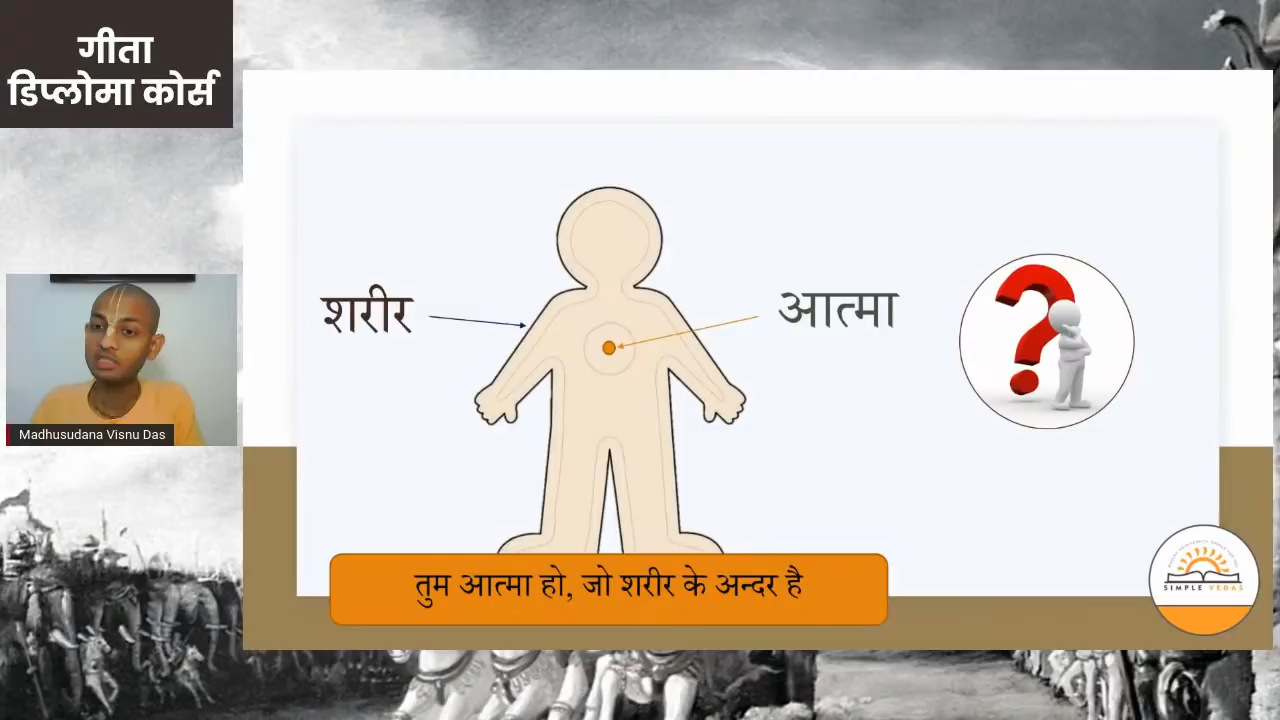 गीता
डिप्लोमा कोर्स
शरीर
आत्मा
Madhusudana Visnu Das
तुम आत्मा हो, जो शरीर के अन्दर है
SIMPLE VEDAS